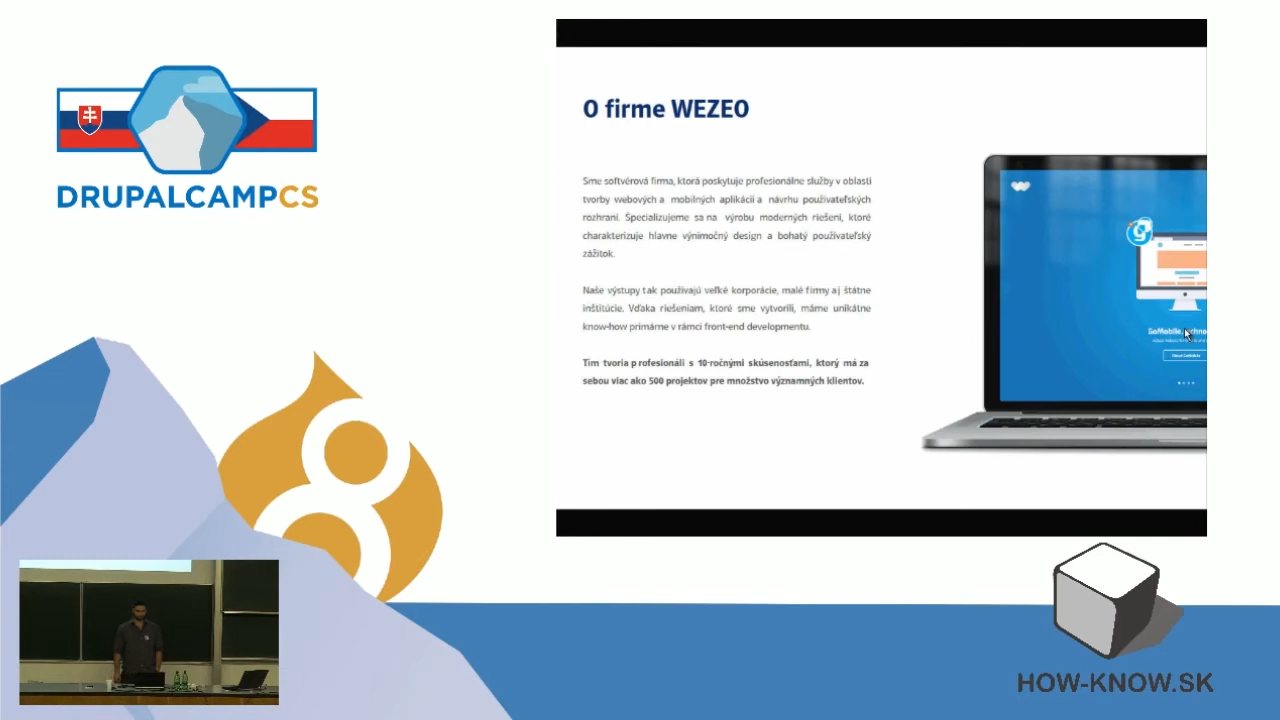 DRUPALCAMPCS
O firme WEZEO
Sme softvérová firma, ktorá poskytuje profesionálne služby v oblasti
tvorby webových a mobilných aplikácii a návrhu používateľských
rozhraní. Specializujeme sa na výrobu moderných riešení, ktoré
charakterizuje hlavne výnimočný design a bohatý používateľský
zážitok.
Naše výstupy tak používajú veľké korporácie, malé firmy aj štátne
inštitúcie. Vďaka riešeniam, ktoré sme vytvorili, máme unikátne
know-how primárne v rámci front-end developmentu.
Tím tvoria profesionáli s 10-ročnými skúsenosťami, ktorý má za
sebou viac ako 500 projektov pre množstvo významných klientov.
HOW-KNOW.SK